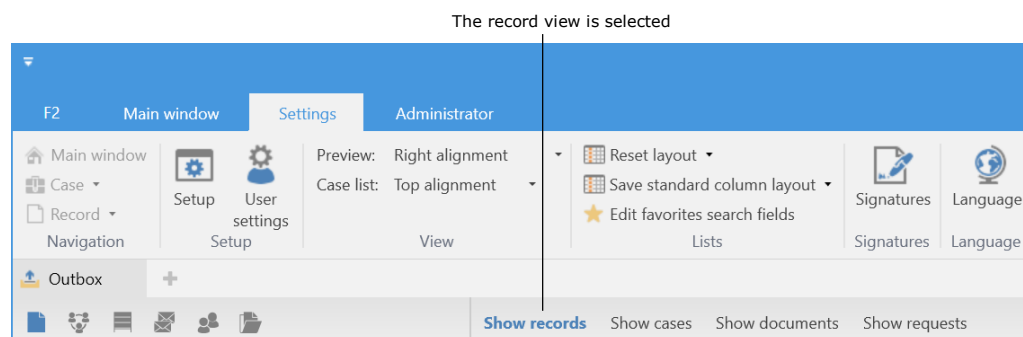 The record view is selected
F2 Main window Settings Administrator
Main window Preview: Right alignment Reset layout
Case Setup User settings Case list: Top alignment Save standard column layout Signatures Language
Record Edit favorites search fields
Navigation Setup View Lists Signatures Language
Outbox
Show records Show cases Show documents Show requests